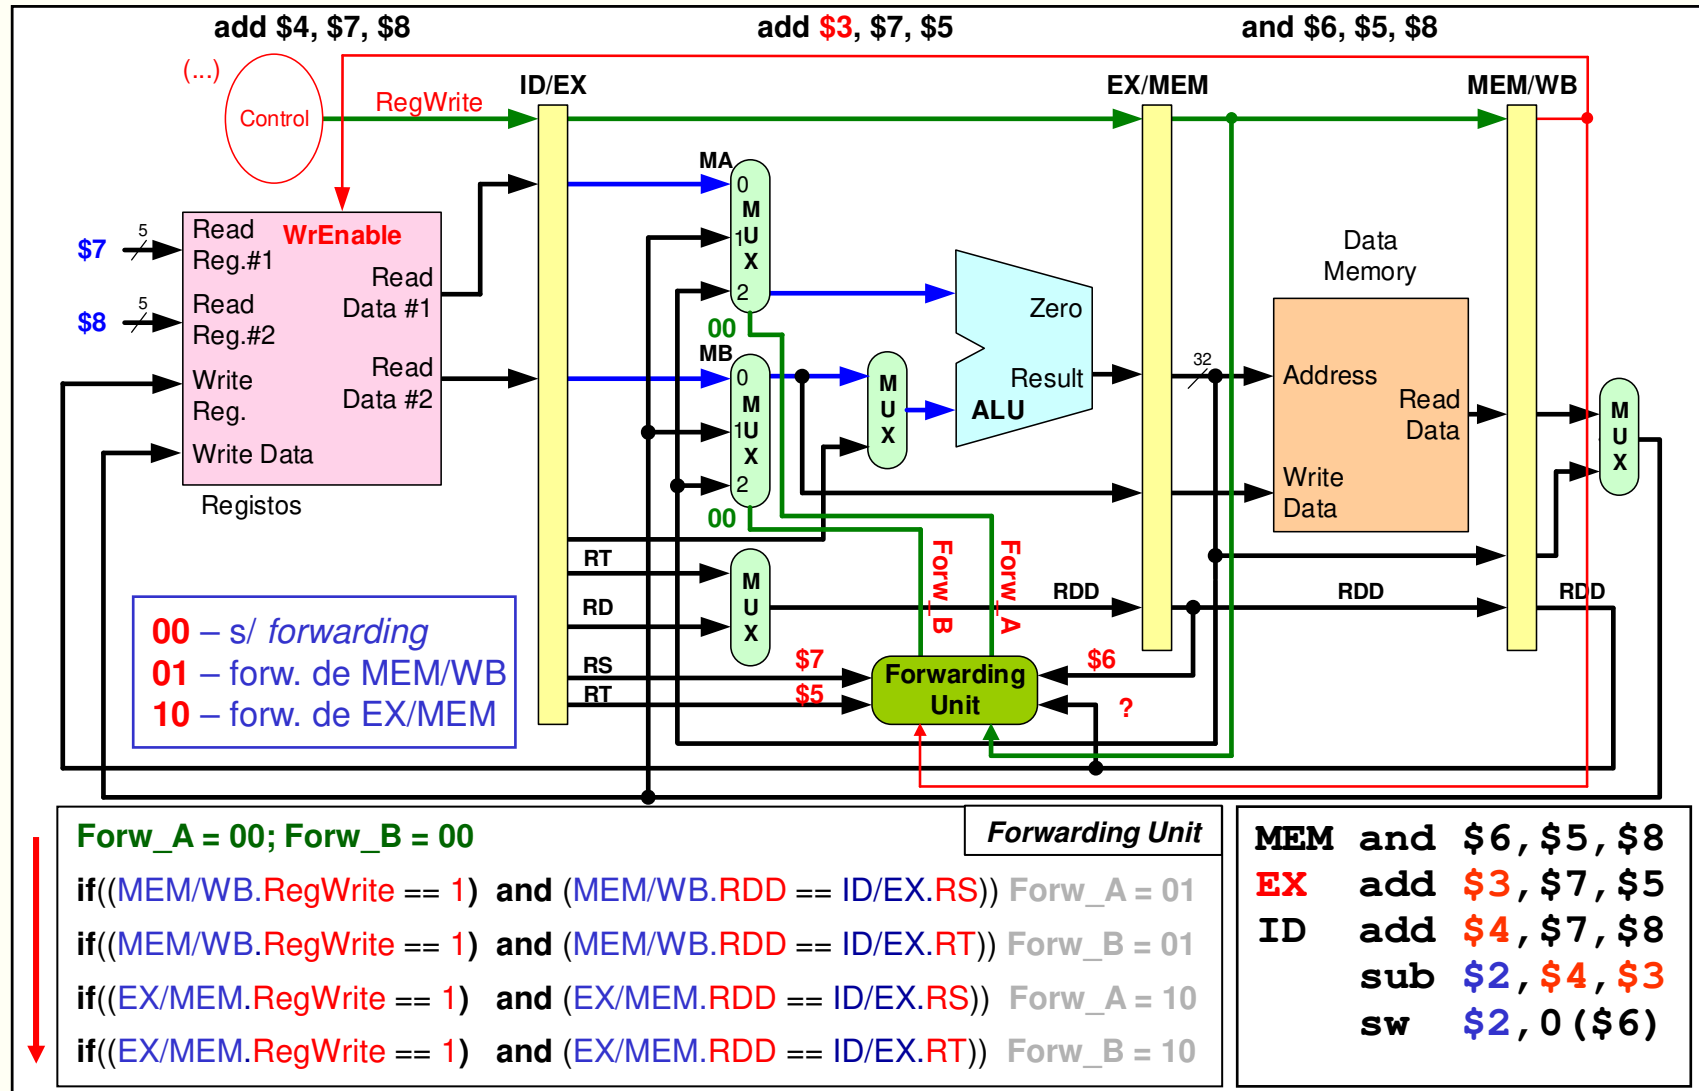 add $4, $7, $8
add $3, $7, $5
and $6, $5, $8
(...)
ID/EX
EX/MEM
MEM/WB
Control
RegWrite
MA
0
M
1U
X
2
00
WrEnable
$7
5
Read
Reg.#1
Read
Data #1
$8
5
Read
Reg.#2
Write
Reg.
Read
Data #2
Write Data
Registos
MB
0
M
1U
X
2
00
M
U
X
Zero
Result
ALU
32
Data
Memory
Address
Read
Data
Write
Data
M
U
X
RT
RD
M
U
X
RDD
RDD
RDD
Forw_B
Forw_A
RS
RT
$7
$5
Forwarding
Unit
$6
?
00 – s/ forwarding
01 – forw. de MEM/WB
10 – forw. de EX/MEM
Forw_A = 00; Forw_B = 00
Forwarding Unit
if((MEM/WB.RegWrite == 1) and (MEM/WB.RDD == ID/EX.RS)) Forw_A = 01
if((MEM/WB.RegWrite == 1) and (MEM/WB.RDD == ID/EX.RT)) Forw_B = 01
if((EX/MEM.RegWrite == 1) and (EX/MEM.RDD == ID/EX.RS)) Forw_A = 10
if((EX/MEM.RegWrite == 1) and (EX/MEM.RDD == ID/EX.RT)) Forw_B = 10
MEM and $6,$5,$8
EX add $3,$7,$5
ID add $4,$7,$8
sub $2,$4,$3
sw $2,0($6)